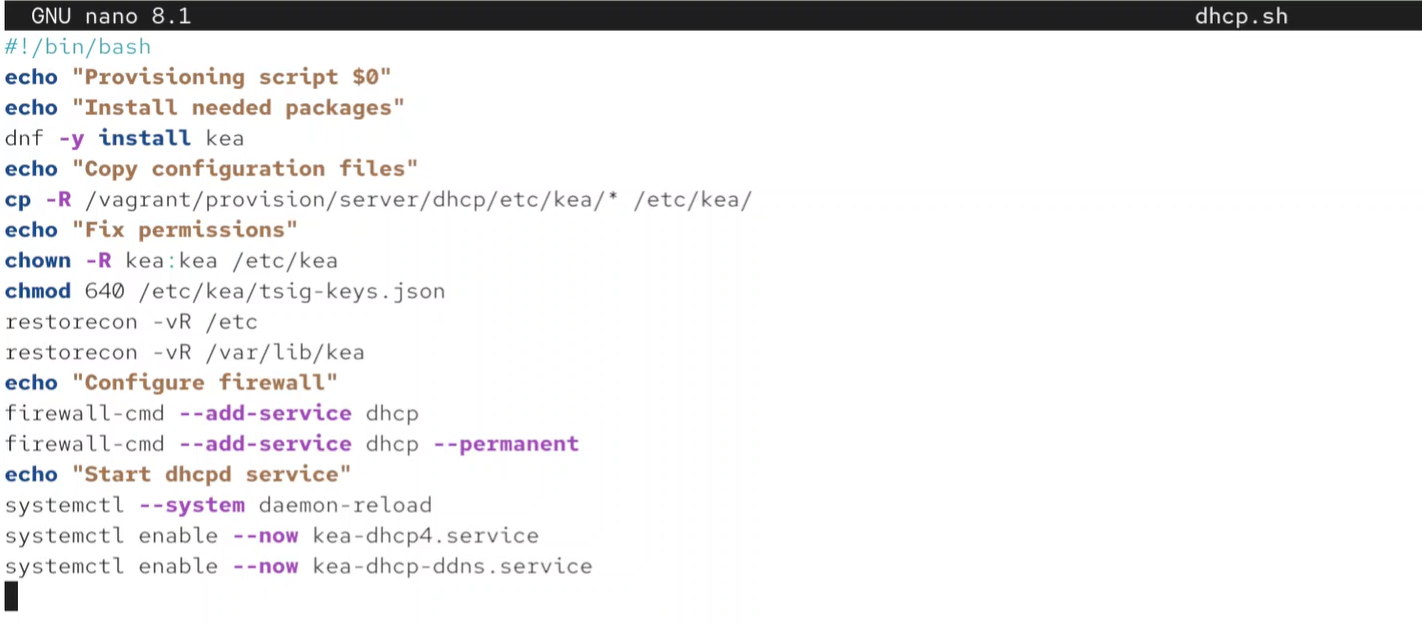 GNU nano 8.1 dhcp.sh
#!/bin/bash
echo "Provisioning script $0"
echo "Install needed packages"
dnf -y install kea
echo "Copy configuration files"
cp -R /vagrant/provision/server/dhcp/etc/kea/* /etc/kea/
echo "Fix permissions"
chown -R kea:kea /etc/kea
chmod 640 /etc/kea/tsig-keys.json
restorecon -vR /etc
restorecon -vR /var/lib/kea
echo "Configure firewall"
firewall-cmd --add-service dhcp
firewall-cmd --add-service dhcp --permanent
echo "Start dhcpd service"
systemctl --system daemon-reload
systemctl enable --now kea-dhcp4.service
systemctl enable --now kea-dhcp-ddns.service